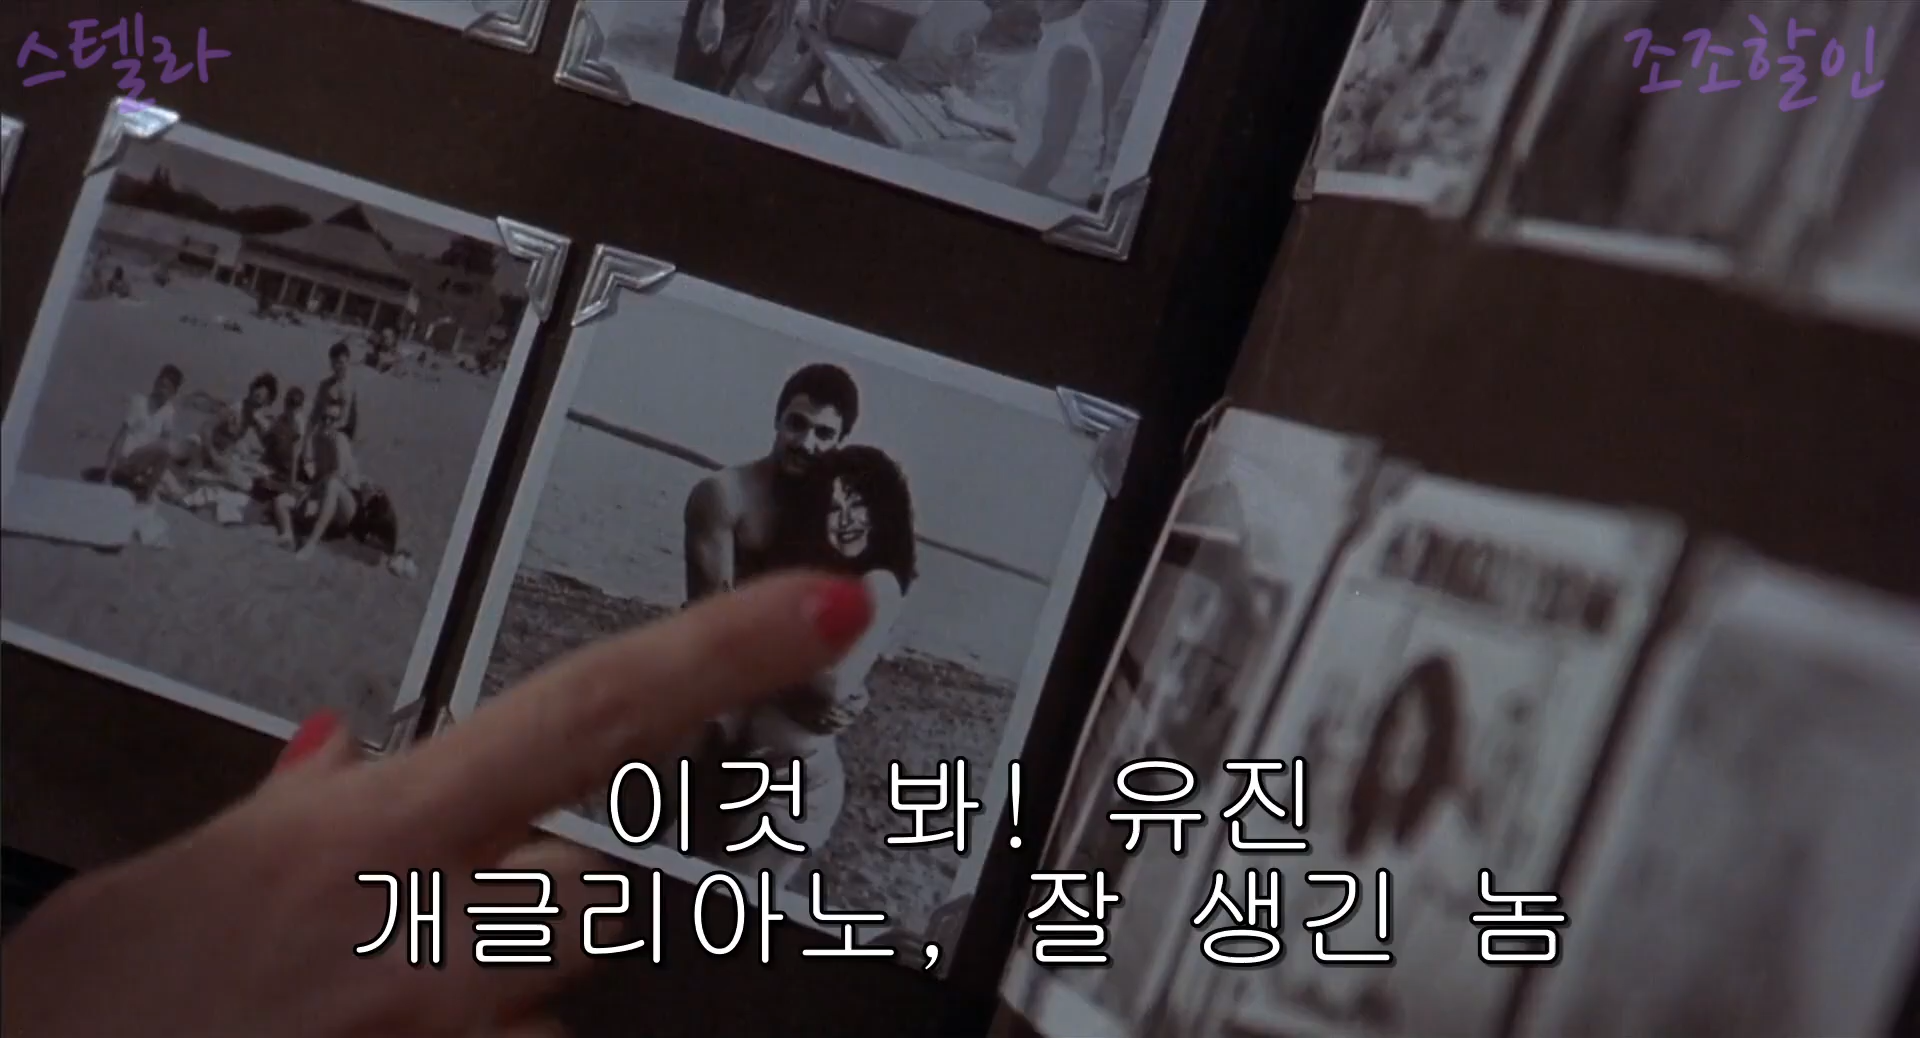 스텔라
조조할인
이것 봐! 유진
개글리아노, 잘 생긴 놈